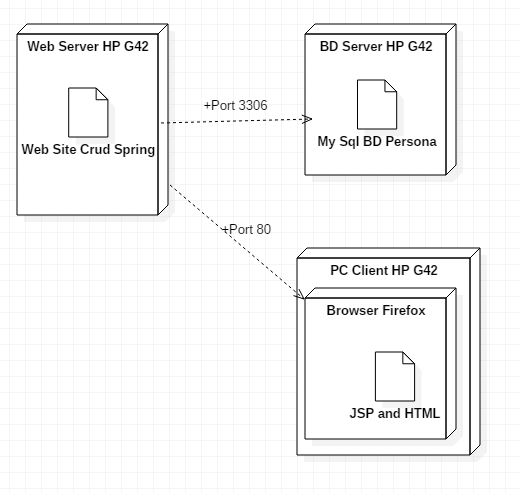 Web Server HP G42
Web Site Crud Spring
+Port 3306
BD Server HP G42
My Sql BD Persona
+Port 80
PC Client HP G42
Browser Firefox
JSP and HTML